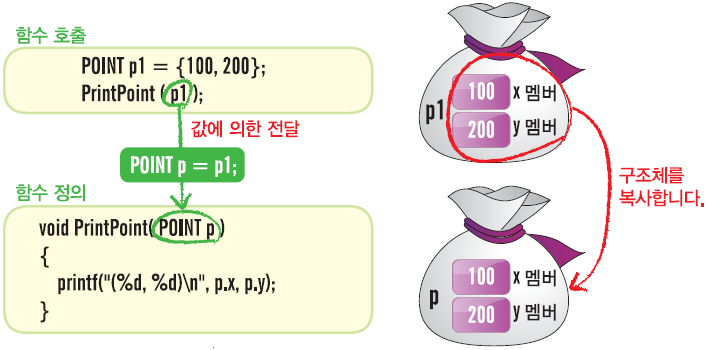 함수 호출
POINT p1 = {100, 200};
PrintPoint ( p1 );
값에 의한 전달
POINT p = p1;
함수 정의
void PrintPoint( POINT p )
{
printf("(%d, %d)\n", p.x, p.y);
}
p1
100 x 멤버
200 y 멤버
구조체를
복사합니다.
p
100 x 멤버
200 y 멤버